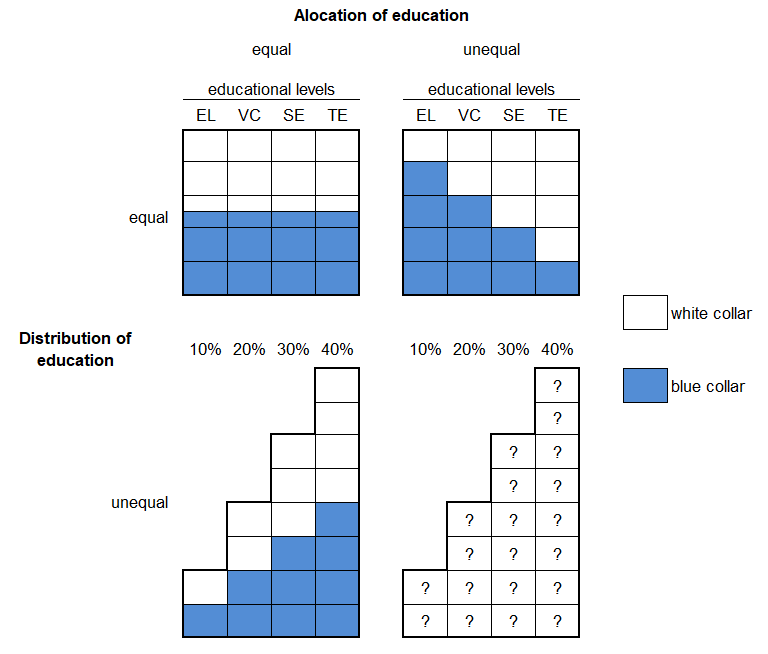 Alocation of education
equal unequal
educational levels educational levels
EL VC SE TE EL VC SE TE
equal
white collar
Distribution of
education
10% 20% 30% 40% 10% 20% 30% 40%
blue collar
?
?
? ?
? ?
unequal
? ? ?
? ? ?
? ? ? ?
? ? ? ?